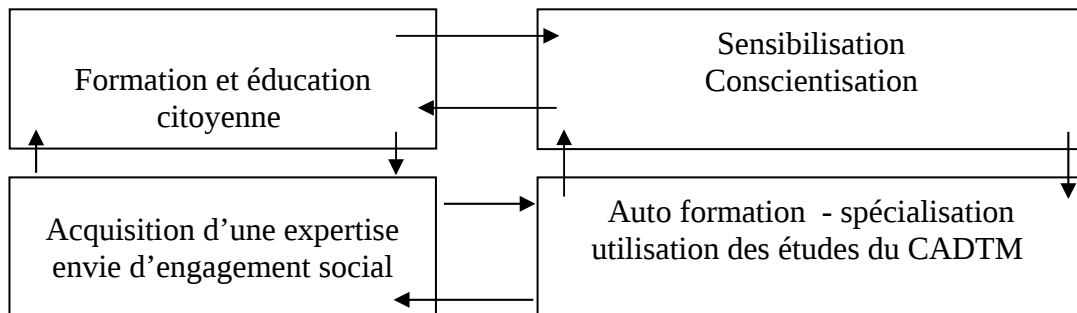 Formation et éducation
citoyenne
Sensibilisation
Conscientisation
Acquisition d’une expertise
envie d’engagement social
Auto formation - spécialisation
utilisation des études du CADTM